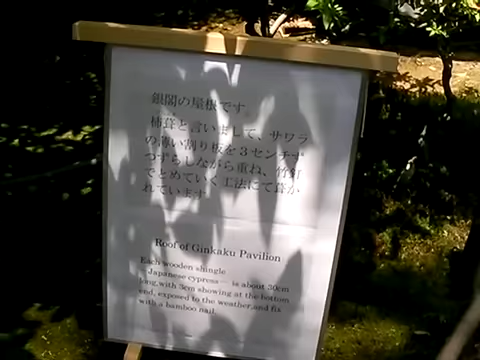 銀閣の屋根です。
柿葺と言いまして、サワラ
の薄い割り板を3センチず
つずらしながら重ね、竹釘
でとめていく工法にて葺か
れています
Roof of Ginkaku Pavilion
Each wooden shingle
Japanese cypress— is about 30cm
long,with 3cm showing at the bottom
end, exposed to the weather,and fix
with a bamboo nail.